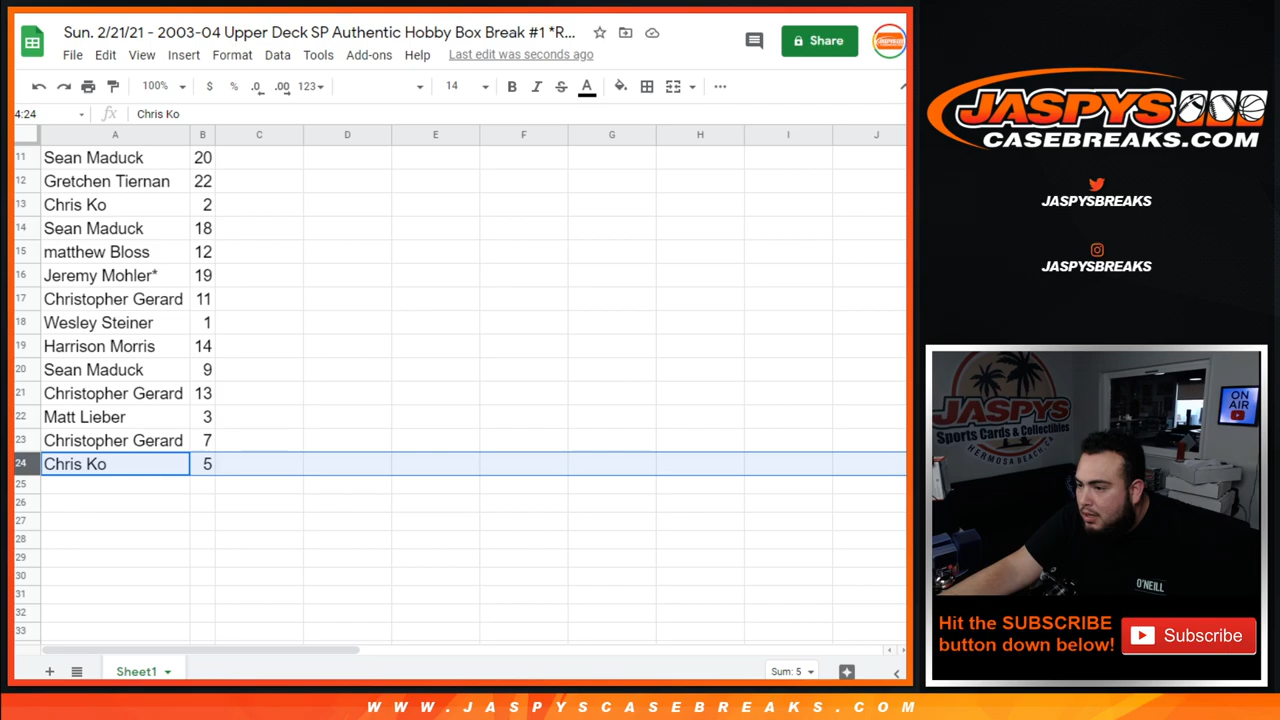 Sun. 2/21/21 - 2003-04 Upper Deck SP Authentic Hobby Box Break #1 *R...
File Edit View Insert Format Data Tools Add-ons Help Last edit was seconds ago
Share
100% $ % .0 .00 123 14 B I S A
4:24 fx Chris Ko
A B C D E F G H I J
11 Sean Maduck 20
12 Gretchen Tiernan 22
13 Chris Ko 2
14 Sean Maduck 18
15 matthew Bloss 12
16 Jeremy Mohler* 19
17 Christopher Gerard 11
18 Wesley Steiner 1
19 Harrison Morris 14
20 Sean Maduck 9
21 Christopher Gerard 13
22 Matt Lieber 3
23 Christopher Gerard 7
24 Chris Ko 5
25
26
27
28
29
30
31
32
33
Sheet1
Sum: 5
JASPYS
CASEBREAKS.COM
JASPYSBREAKS
JASPYSBREAKS
JASPYS
Sports Cards & Collectibles
HERMOSA BEACH, CA
ON
AIR
O'NEILL
Hit the SUBSCRIBE
button down below!
Subscribe
WWW.JASPYSCASEBREAKS.COM